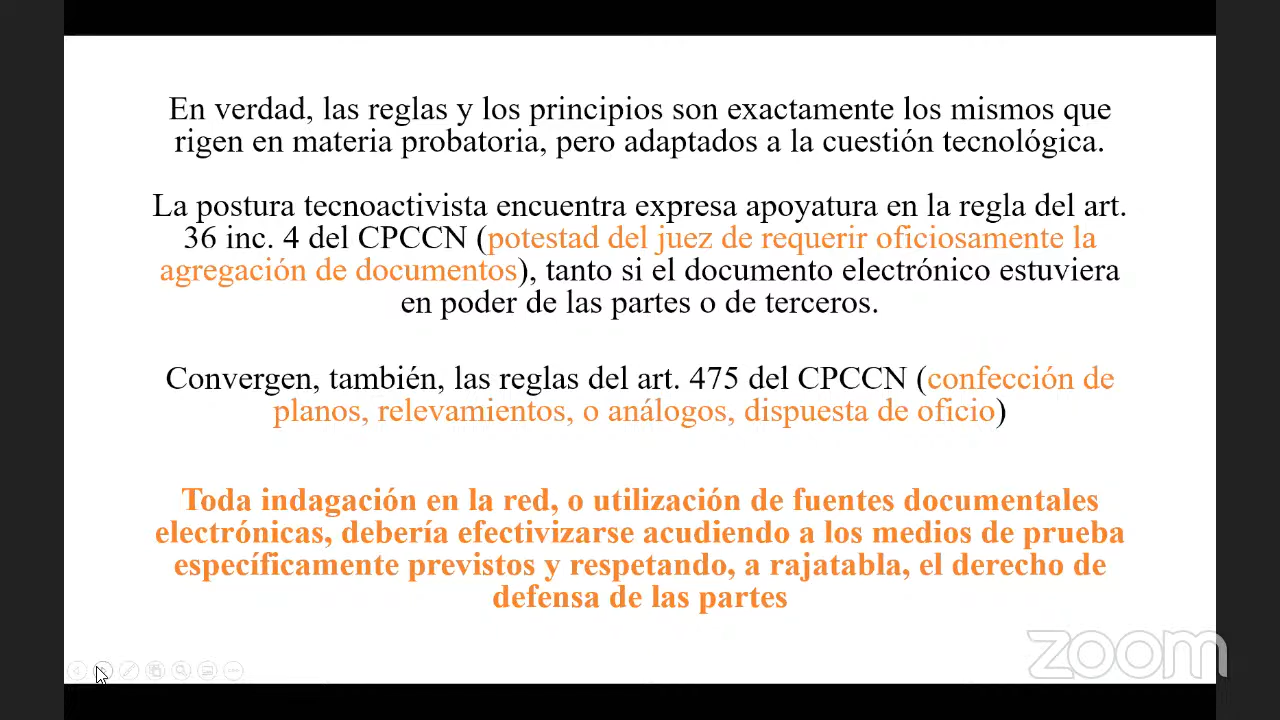 En verdad, las reglas y los principios son exactamente los mismos que
rigen en materia probatoria, pero adaptados a la cuestión tecnológica.
La postura tecnoactivista encuentra expresa apoyatura en la regla del art.
36 inc. 4 del CPCCN (potestad del juez de requerir oficiosamente la
agregación de documentos), tanto si el documento electrónico estuviera
en poder de las partes o de terceros.
Convergen, también, las reglas del art. 475 del CPCCN (confección de
planos, relevamientos, o análogos, dispuesta de oficio)
Toda indagación en la red, o utilización de fuentes documentales
electrónicas, debería efectivizarse acudiendo a los medios de prueba
específicamente previstos y respetando, a rajatabla, el derecho de
defensa de las partes
zoom